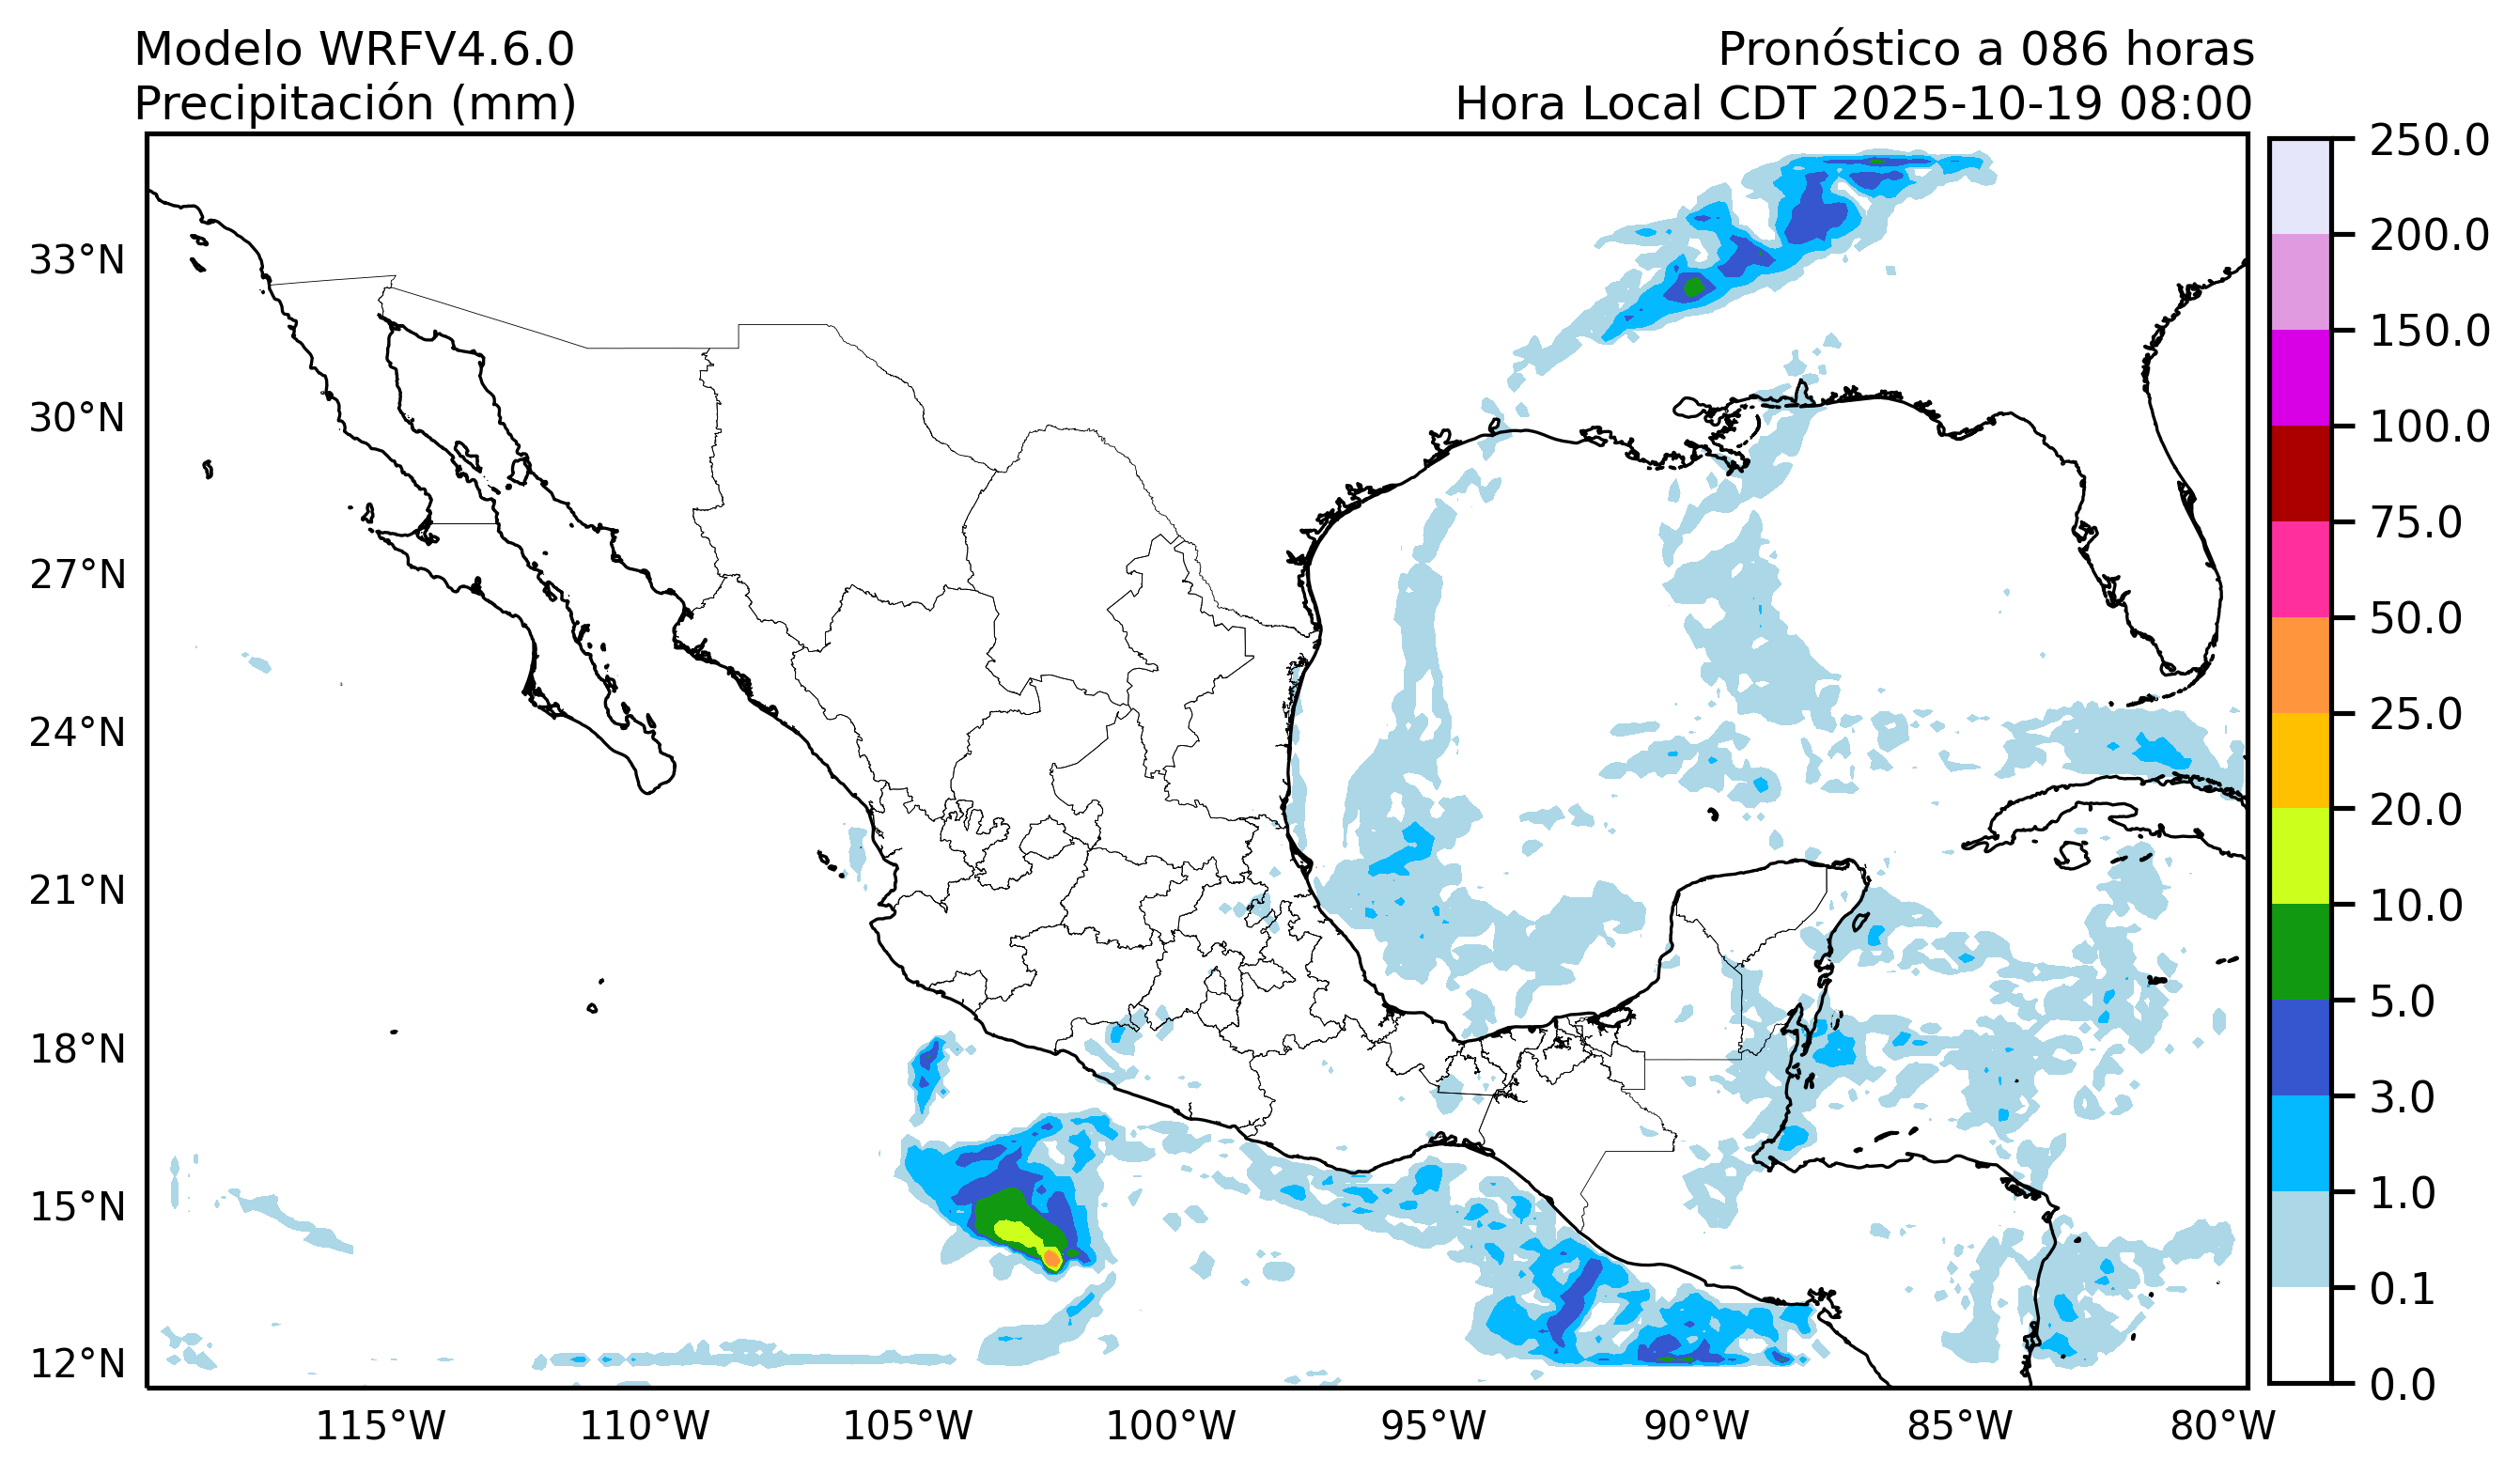 Modelo WRFV4.6.0
Precipitación (mm)
Pronóstico a 086 horas
Hora Local CDT 2025-10-19 08:00
33°N
30°N
27°N
24°N
21°N
18°N
15°N
12°N
115°W
110°W
105°W
100°W
95°W
90°W
85°W
80°W
250.0
200.0
150.0
100.0
75.0
50.0
25.0
20.0
10.0
5.0
3.0
1.0
0.1
0.0